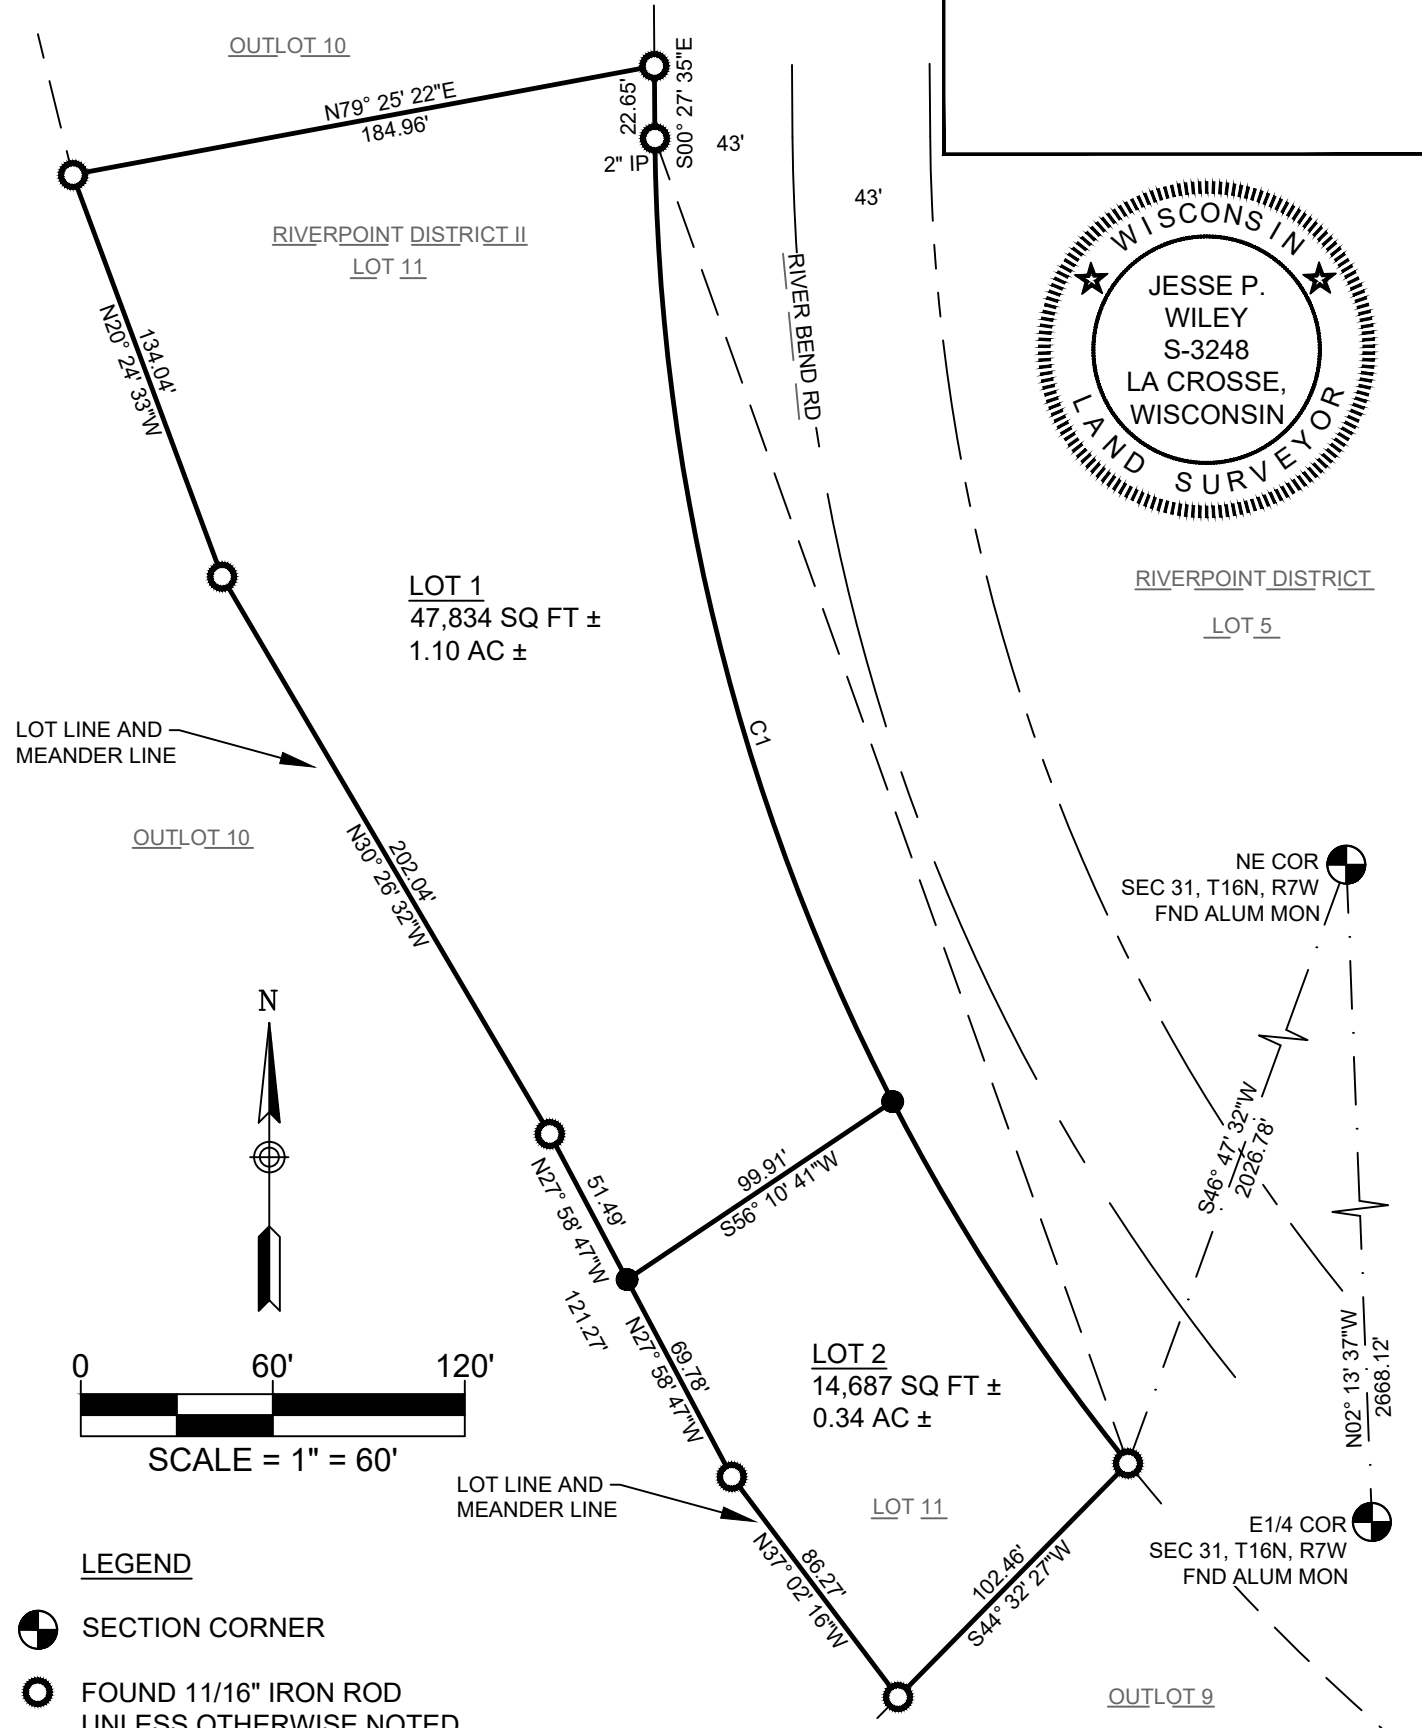 OUTLOT 10
N79° 25' 22"E
184.96'
22.65'
S00° 27' 35"E
2" IP
43'
43'
RIVERPOINT DISTRICT II
LOT 11
RIVER BEND RD
WISCONSIN
JESSE P.
WILEY
S-3248
LA CROSSE,
WISCONSIN
LAND SURVEYOR
134.04'
N20° 24' 33"W
LOT 1
47,834 SQ FT ±
1.10 AC ±
RIVERPOINT DISTRICT
LOT 5
LOT LINE AND
MEANDER LINE
C1
OUTLOT 10
202.04'
N30° 26' 32"W
NE COR
SEC 31, T16N, R7W
FND ALUM MON
N
S46° 47' 32"W
2026.78'
51.49'
N27° 58' 47"W
99.91'
S56° 10' 41"W
121.27'
69.78'
N27° 58' 47"W
N02° 13' 37"W
2668.12'
LOT 2
14,687 SQ FT ±
0.34 AC ±
0 60' 120'
SCALE = 1" = 60'
LOT LINE AND
MEANDER LINE
LOT 11
86.27'
N37° 02' 16"W
102.46'
S44° 32' 27"W
E1/4 COR
SEC 31, T16N, R7W
FND ALUM MON
LEGEND
SECTION CORNER
FOUND 11/16" IRON ROD
UNLESS OTHERWISE NOTED
OUTLOT 9